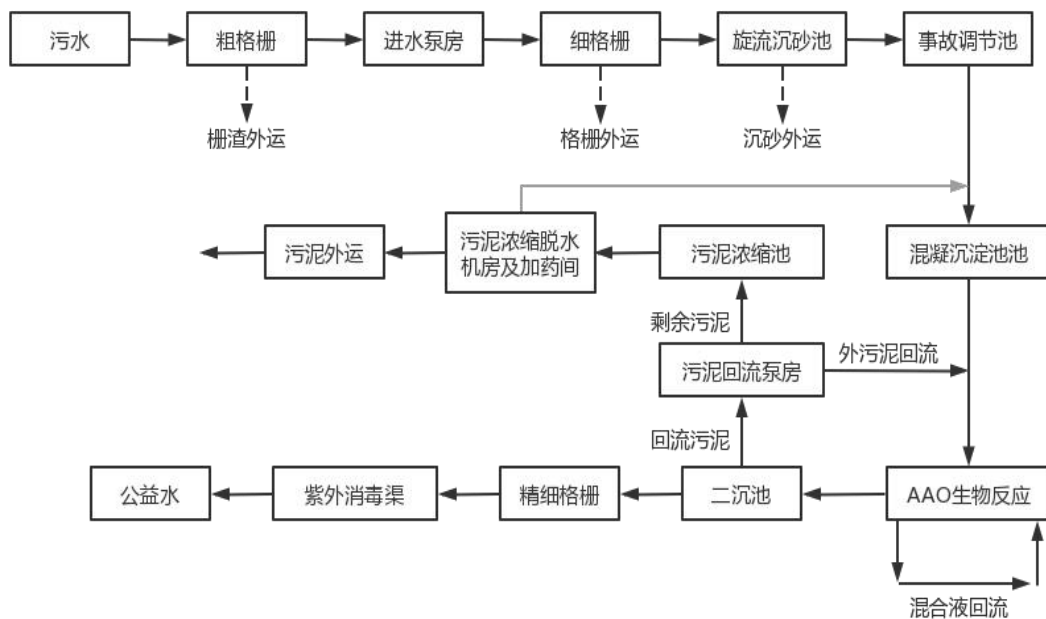 污水
粗格栅
进水泵房
细格栅
旋流沉砂池
事故调节池
栅渣外运
格栅外运
沉砂外运
污泥外运
污泥浓缩脱水
机房及加药间
污泥浓缩池
混凝沉淀池池
剩余污泥
污泥回流泵房
外污泥回流
回流污泥
公益水
紫外消毒渠
精细格栅
二沉池
AAO生物反应
混合液回流